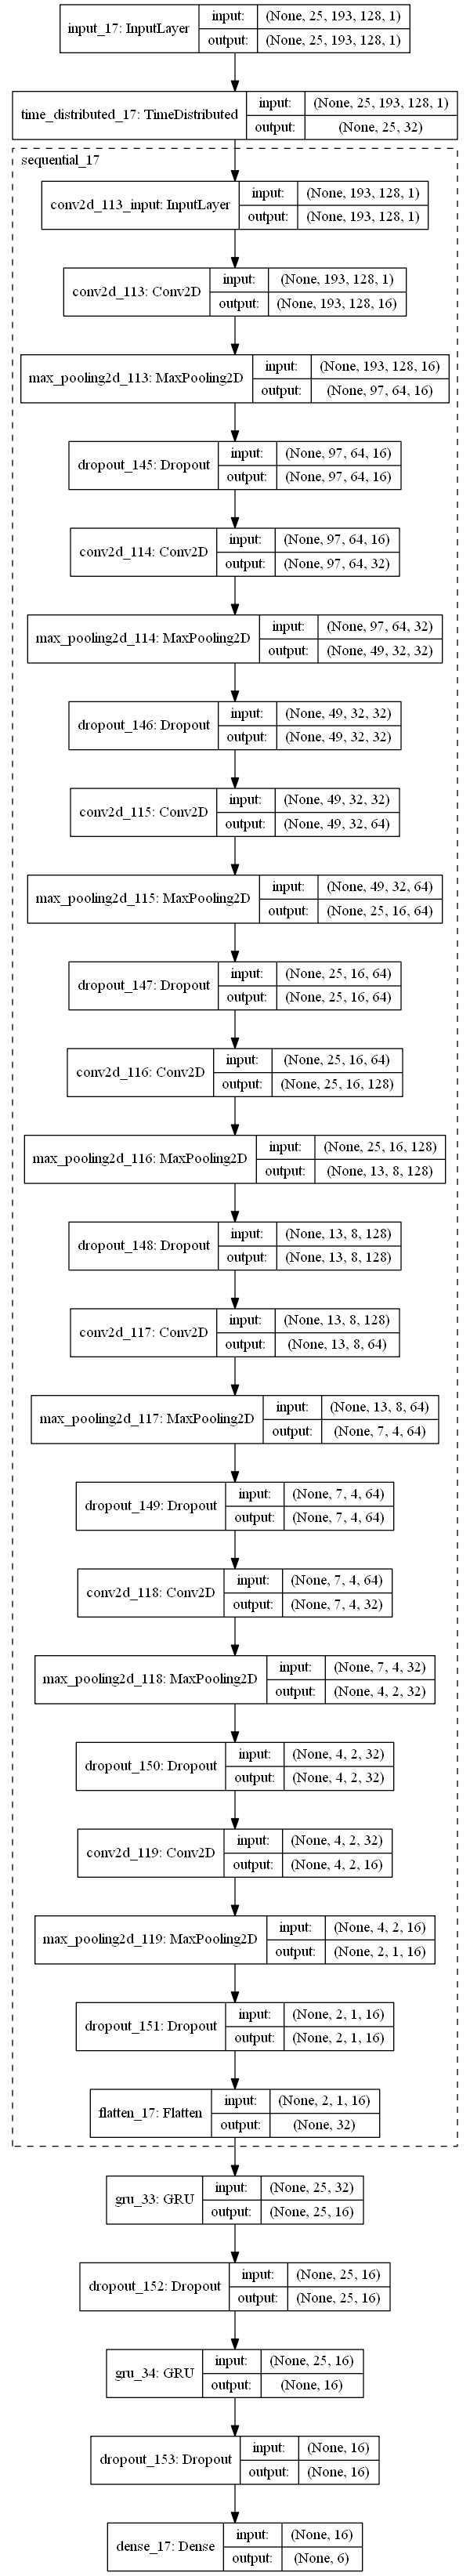 input_17: InputLayer
input: (None, 25, 193, 128, 1)
output: (None, 25, 193, 128, 1)
time_distributed_17: TimeDistributed
input: (None, 25, 193, 128, 1)
output: (None, 25, 32)
sequential_17
conv2d_113_input: InputLayer
input: (None, 193, 128, 1)
output: (None, 193, 128, 1)
conv2d_113: Conv2D
input: (None, 193, 128, 1)
output: (None, 193, 128, 16)
max_pooling2d_113: MaxPooling2D
input: (None, 193, 128, 16)
output: (None, 97, 64, 16)
dropout_145: Dropout
input: (None, 97, 64, 16)
output: (None, 97, 64, 16)
conv2d_114: Conv2D
input: (None, 97, 64, 16)
output: (None, 97, 64, 32)
max_pooling2d_114: MaxPooling2D
input: (None, 97, 64, 32)
output: (None, 49, 32, 32)
dropout_146: Dropout
input: (None, 49, 32, 32)
output: (None, 49, 32, 32)
conv2d_115: Conv2D
input: (None, 49, 32, 32)
output: (None, 49, 32, 64)
max_pooling2d_115: MaxPooling2D
input: (None, 49, 32, 64)
output: (None, 25, 16, 64)
dropout_147: Dropout
input: (None, 25, 16, 64)
output: (None, 25, 16, 64)
conv2d_116: Conv2D
input: (None, 25, 16, 64)
output: (None, 25, 16, 128)
max_pooling2d_116: MaxPooling2D
input: (None, 25, 16, 128)
output: (None, 13, 8, 128)
dropout_148: Dropout
input: (None, 13, 8, 128)
output: (None, 13, 8, 128)
conv2d_117: Conv2D
input: (None, 13, 8, 128)
output: (None, 13, 8, 64)
max_pooling2d_117: MaxPooling2D
input: (None, 13, 8, 64)
output: (None, 7, 4, 64)
dropout_149: Dropout
input: (None, 7, 4, 64)
output: (None, 7, 4, 64)
conv2d_118: Conv2D
input: (None, 7, 4, 64)
output: (None, 7, 4, 32)
max_pooling2d_118: MaxPooling2D
input: (None, 7, 4, 32)
output: (None, 4, 2, 32)
dropout_150: Dropout
input: (None, 4, 2, 32)
output: (None, 4, 2, 32)
conv2d_119: Conv2D
input: (None, 4, 2, 32)
output: (None, 4, 2, 16)
max_pooling2d_119: MaxPooling2D
input: (None, 4, 2, 16)
output: (None, 2, 1, 16)
dropout_151: Dropout
input: (None, 2, 1, 16)
output: (None, 2, 1, 16)
flatten_17: Flatten
input: (None, 2, 1, 16)
output: (None, 32)
gru_33: GRU
input: (None, 25, 32)
output: (None, 25, 16)
dropout_152: Dropout
input: (None, 25, 16)
output: (None, 25, 16)
gru_34: GRU
input: (None, 25, 16)
output: (None, 16)
dropout_153: Dropout
input: (None, 16)
output: (None, 16)
dense_17: Dense
input: (None, 16)
output: (None, 6)